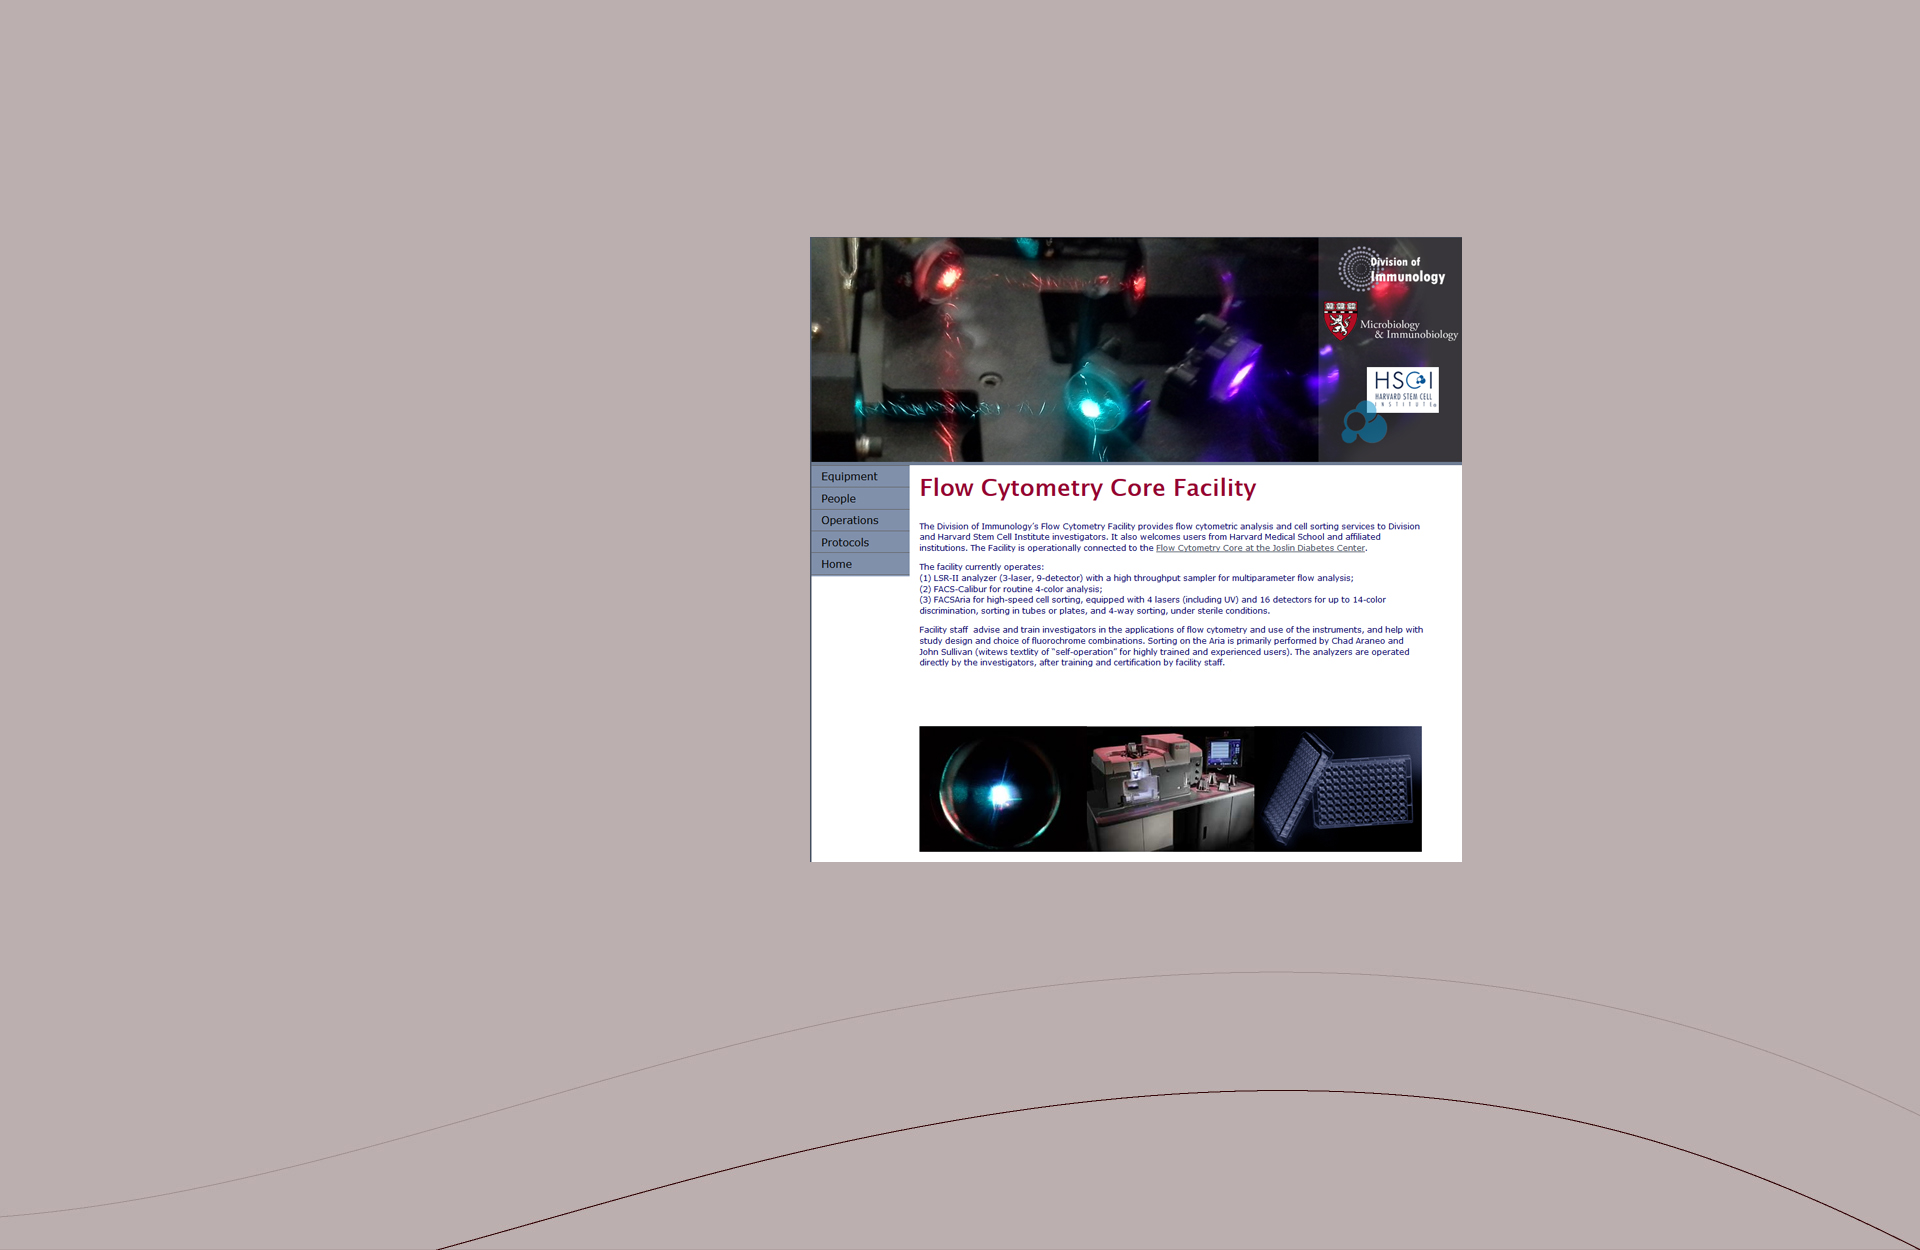 Division of
Immunology
Microbiology
& Immunobiology
HSCI
HARVARD STEM CELL
INSTITUTE
Equipment
People
Operations
Protocols
Home
Flow Cytometry Core Facility
The Division of Immunology's Flow Cytometry Facility provides flow cytometric analysis and cell sorting services to Division
and Harvard Stem Cell Institute investigators. It also welcomes users from Harvard Medical School and affiliated
institutions. The Facility is operationally connected to the Flow Cytometry Core at the Joslin Diabetes Center.
The facility currently operates:
(1) LSR-II analyzer (3-laser, 9-detector) with a high throughput sampler for multiparameter flow analysis;
(2) FACS-Calibur for routine 4-color analysis;
(3) FACSAria for high-speed cell sorting, equipped with 4 lasers (including UV) and 16 detectors for up to 14-color
discrimination, sorting in tubes or plates, and 4-way sorting, under sterile conditions.
Facility staff  advise and train investigators in the applications of flow cytometry and use of the instruments, and help with
study design and choice of fluorochrome combinations. Sorting on the Aria is primarily performed by Chad Araneo and
John Sullivan (witews textlity of “self-operation” for highly trained and experienced users). The analyzers are operated
directly by the investigators, after training and certification by facility staff.